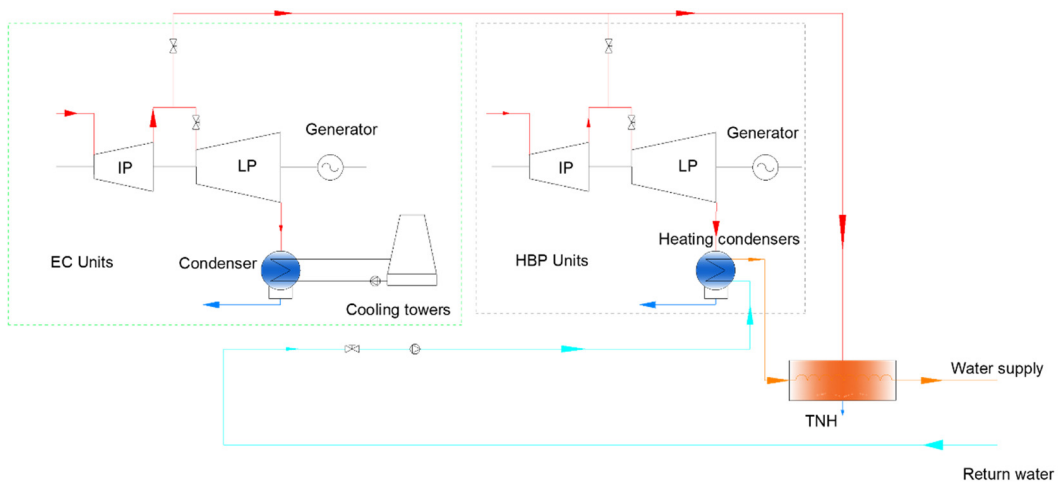 Generator
Generator
IP
LP
IP
LP
EC Units
Condenser
HBP Units
Heating condensers
Cooling towers
Water supply
TNH
Return water